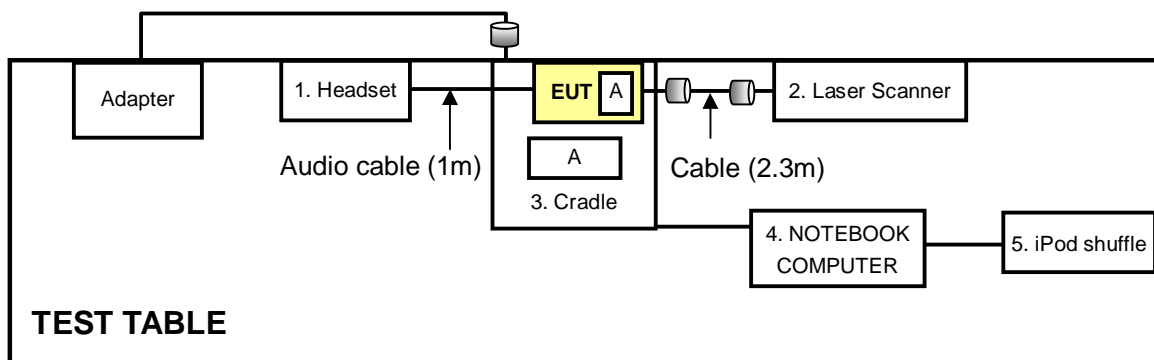 Adapter
1. Headset
EUT
A
2. Laser Scanner
Audio cable (1m)
A
Cable (2.3m)
3. Cradle
4. NOTEBOOK
COMPUTER
5. iPod shuffle
TEST TABLE